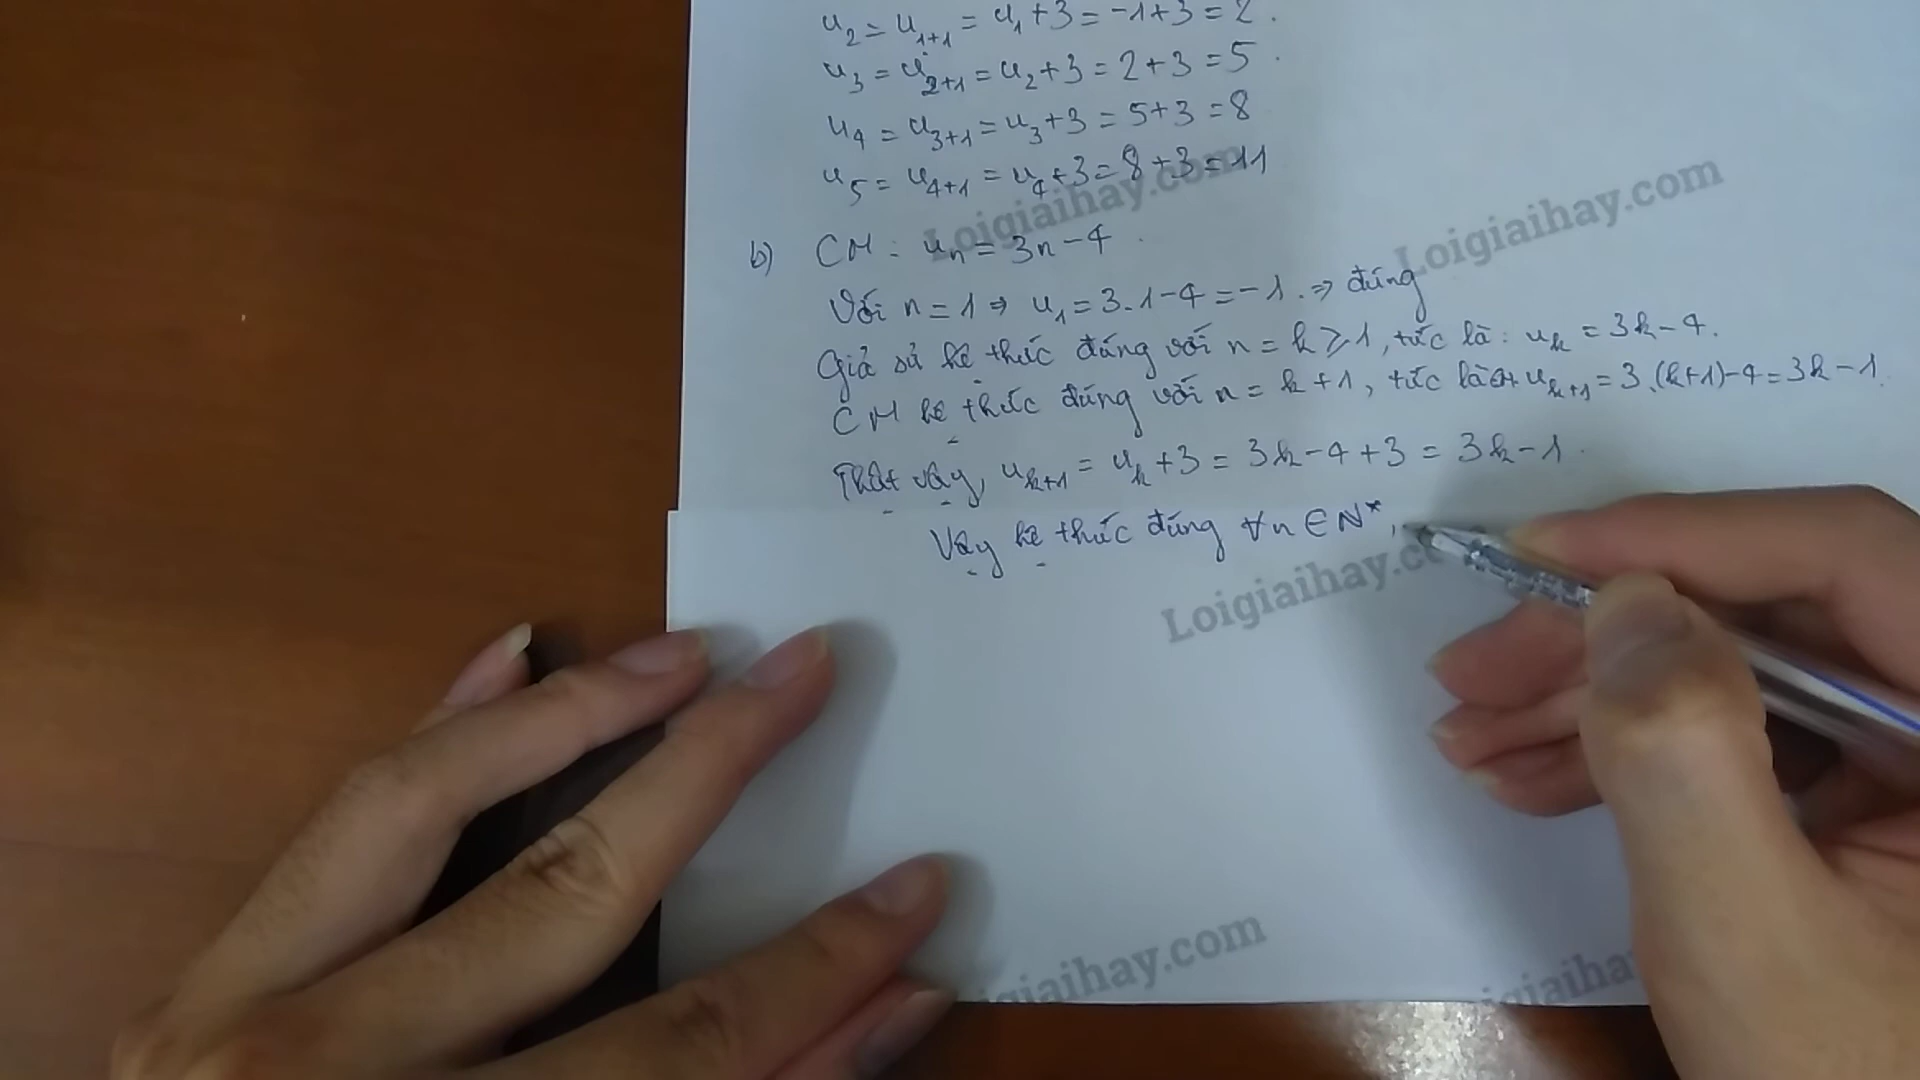 u₂ = u₁₊₁ = u₁ + 3 = -1 + 3 = 2.
u₃ = u₂₊₁ = u₂ + 3 = 2 + 3 = 5.
u₄ = u₃₊₁ = u₃ + 3 = 5 + 3 = 8
u₅ = u₄₊₁ = u₄ + 3 = 8 + 3 = 11
b) CM: uₙ = 3n - 4.
Với n = 1 ⇒ u₁ = 3.1 - 4 = -1. ⇒ đúng
Giả sử hệ thức đúng với n = k ⩾ 1, tức là: uₖ = 3k - 4.
CM hệ thức đúng với n = k + 1, tức là uₖ₊₁ = 3.(k+1) - 4 = 3k - 1.
Thật vậy, uₖ₊₁ = uₖ + 3 = 3k - 4 + 3 = 3k - 1.
Vậy hệ thức đúng ∀n ∈ N*,
Loigiaihay.com
Loigiaihay.com
Loigiaihay.co
giaihay.com
giaiha